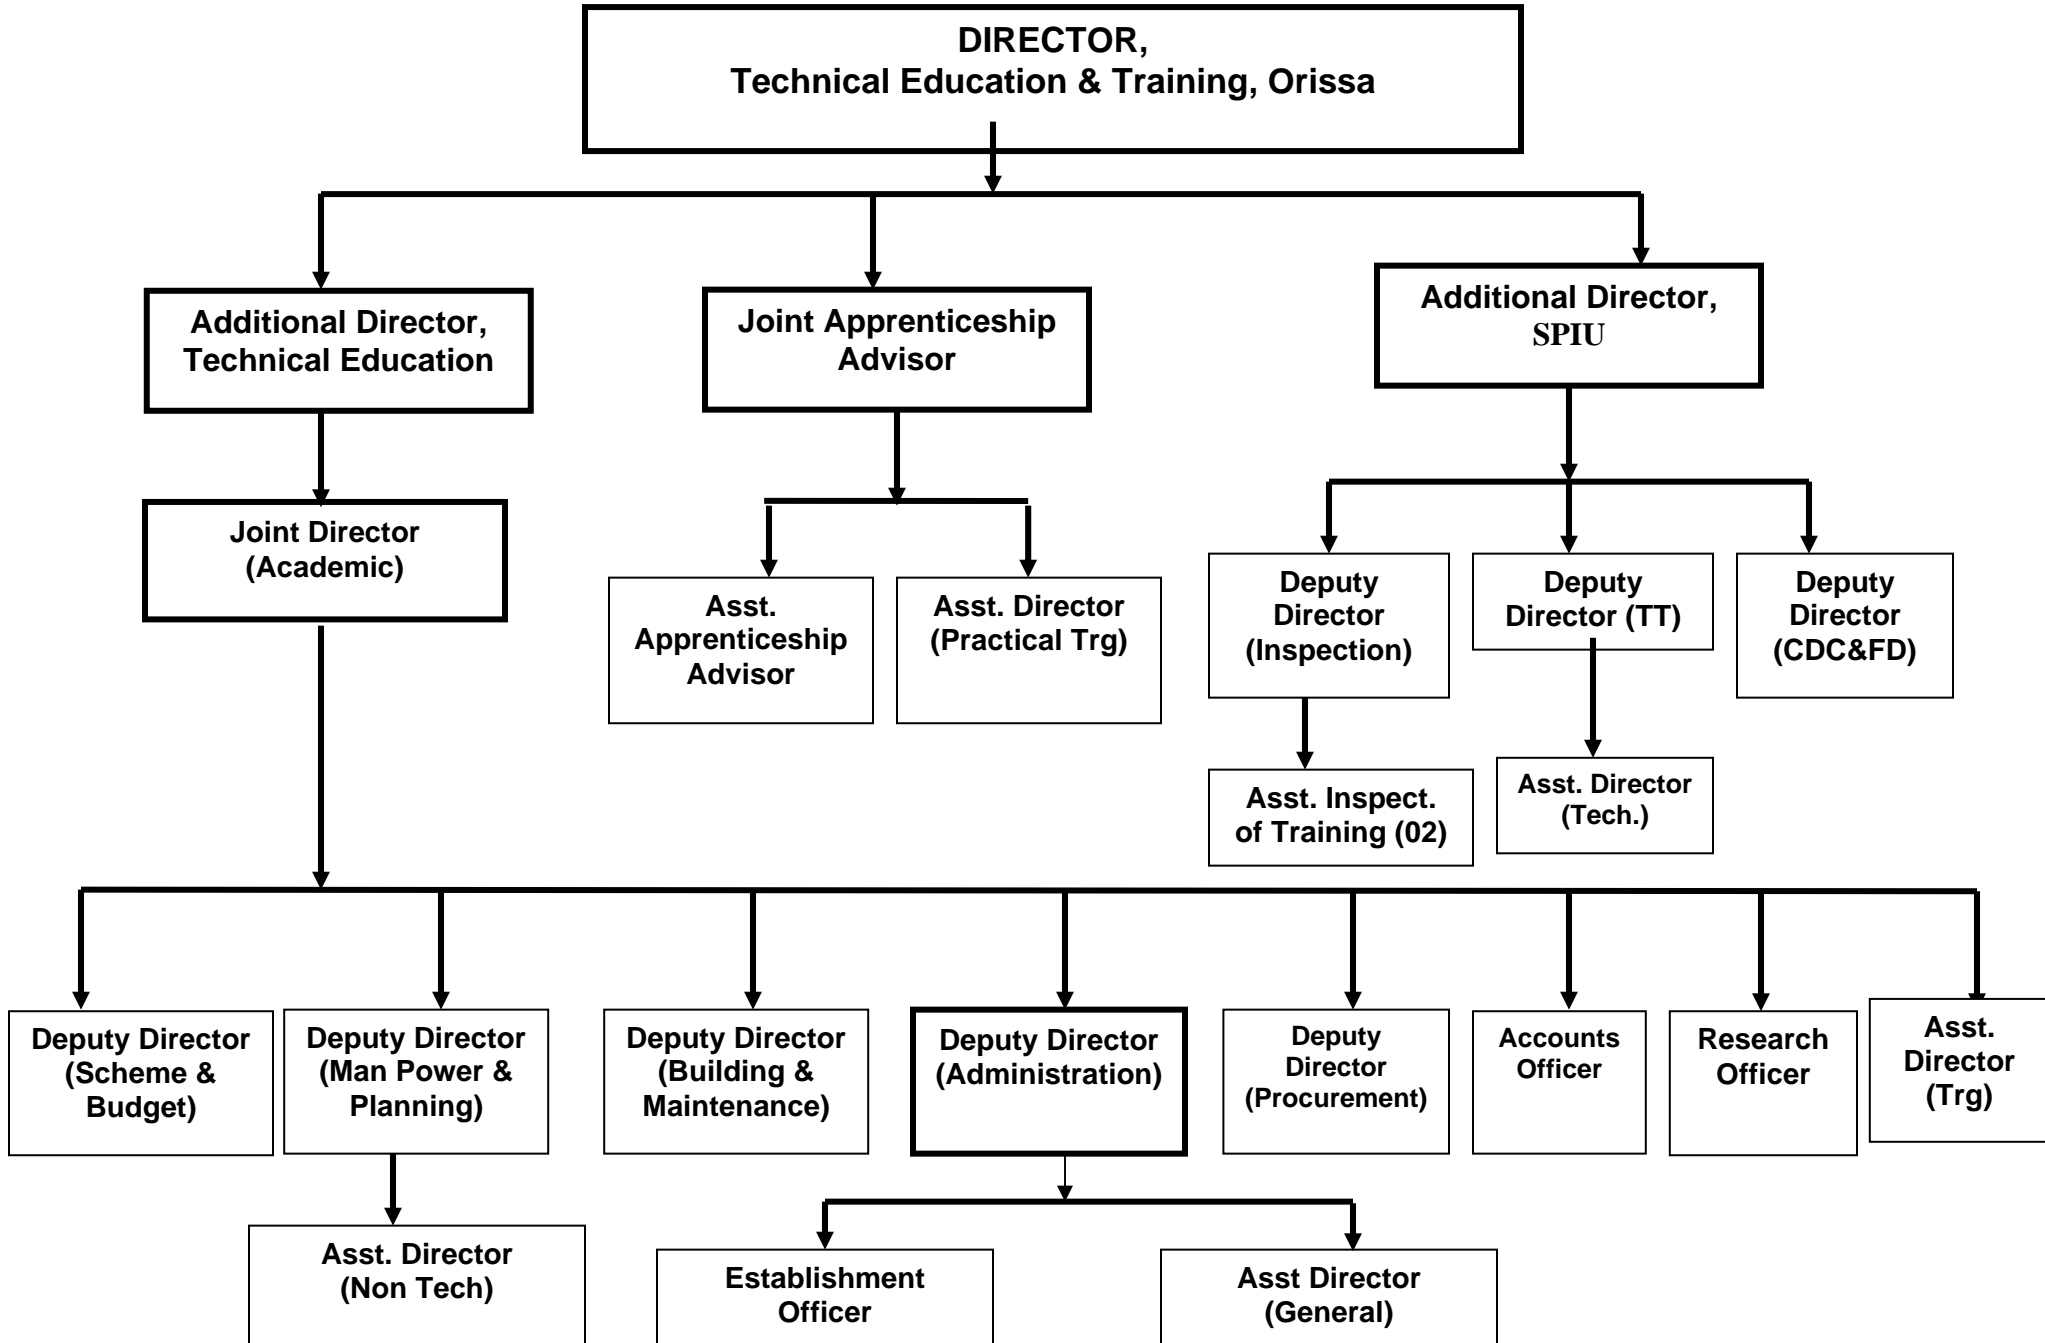 DIRECTOR,
Technical Education & Training, Orissa
Additional Director,
Technical Education
Joint Apprenticeship
Advisor
Additional Director,
SPIU
Joint Director
(Academic)
Asst.
Apprenticeship
Advisor
Asst. Director
(Practical Trg)
Deputy
Director
(Inspection)
Deputy
Director (TT)
Deputy
Director
(CDC&FD)
Asst. Inspect.
of Training (02)
Asst. Director
(Tech.)
Deputy Director
(Scheme &
Budget)
Deputy Director
(Man Power &
Planning)
Deputy Director
(Building &
Maintenance)
Deputy Director
(Administration)
Deputy
Director
(Procurement)
Accounts
Officer
Research
Officer
Asst.
Director
(Trg)
Asst. Director
(Non Tech)
Establishment
Officer
Asst Director
(General)